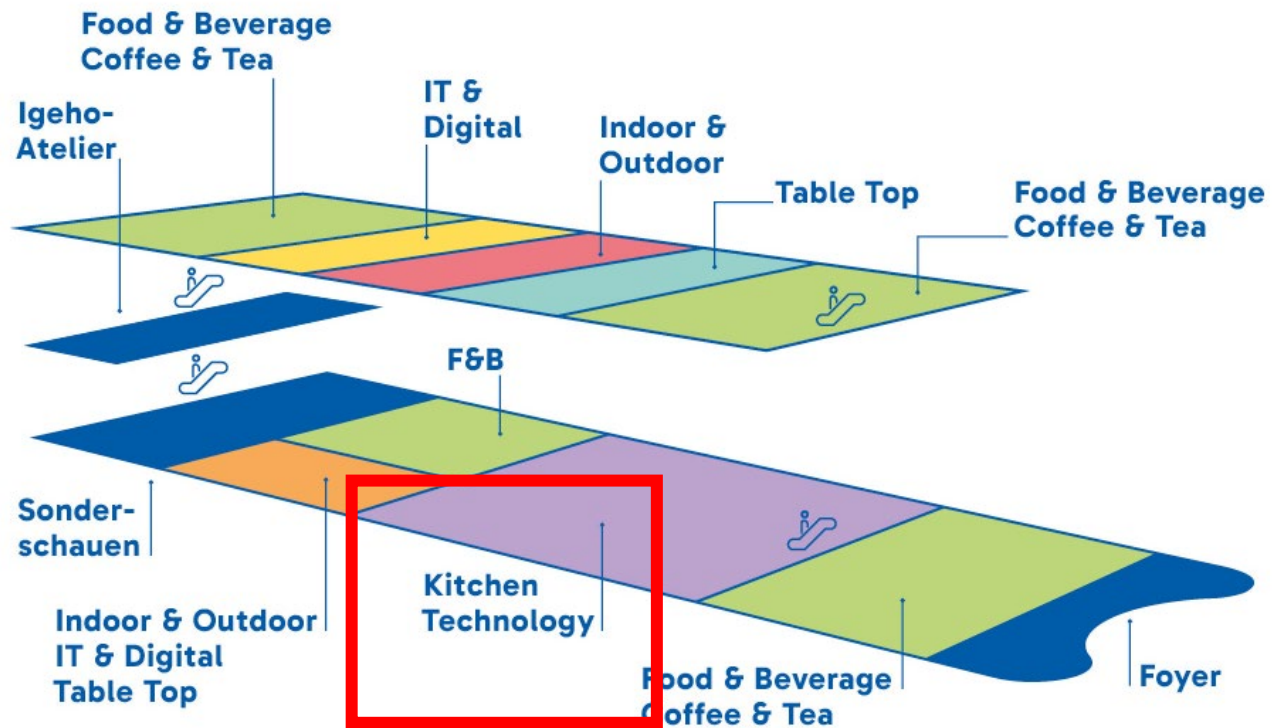 Food & Beverage
Coffee & Tea
Igeho-
Atelier
IT &
Digital
Indoor &
Outdoor
Table Top
Food & Beverage
Coffee & Tea
F&B
Sonder-
schauen
Indoor & Outdoor
IT & Digital
Table Top
Kitchen
Technology
Food & Beverage
Coffee & Tea
Foyer